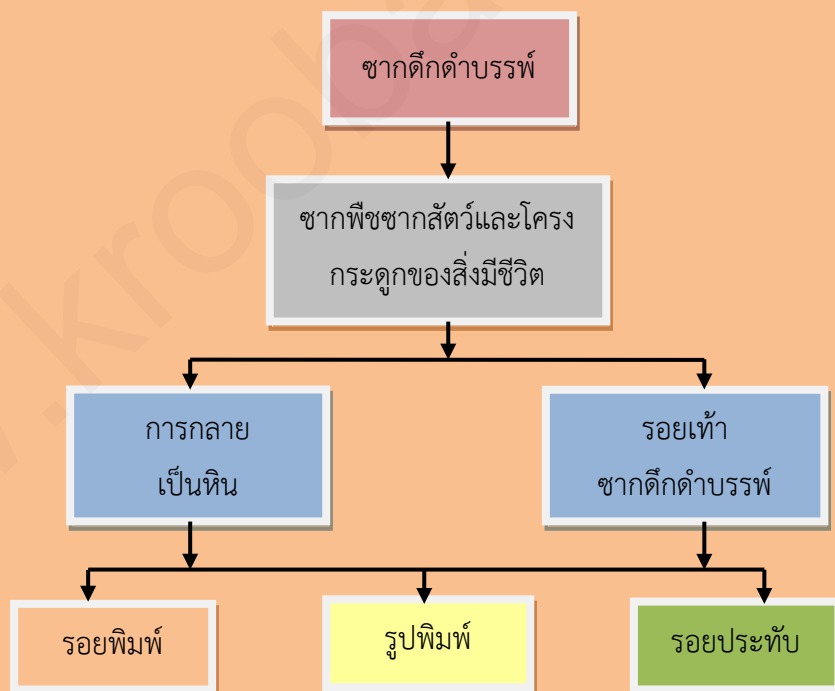 ซากดึกดำบรรพ์
ซากพืชซากสัตว์และโครง
กระดูกของสิ่งมีชีวิต
การกลาย
เป็นหิน
รอยเท้า
ซากดึกดำบรรพ์
รอยพิมพ์
รูปพิมพ์
รอยประทับ